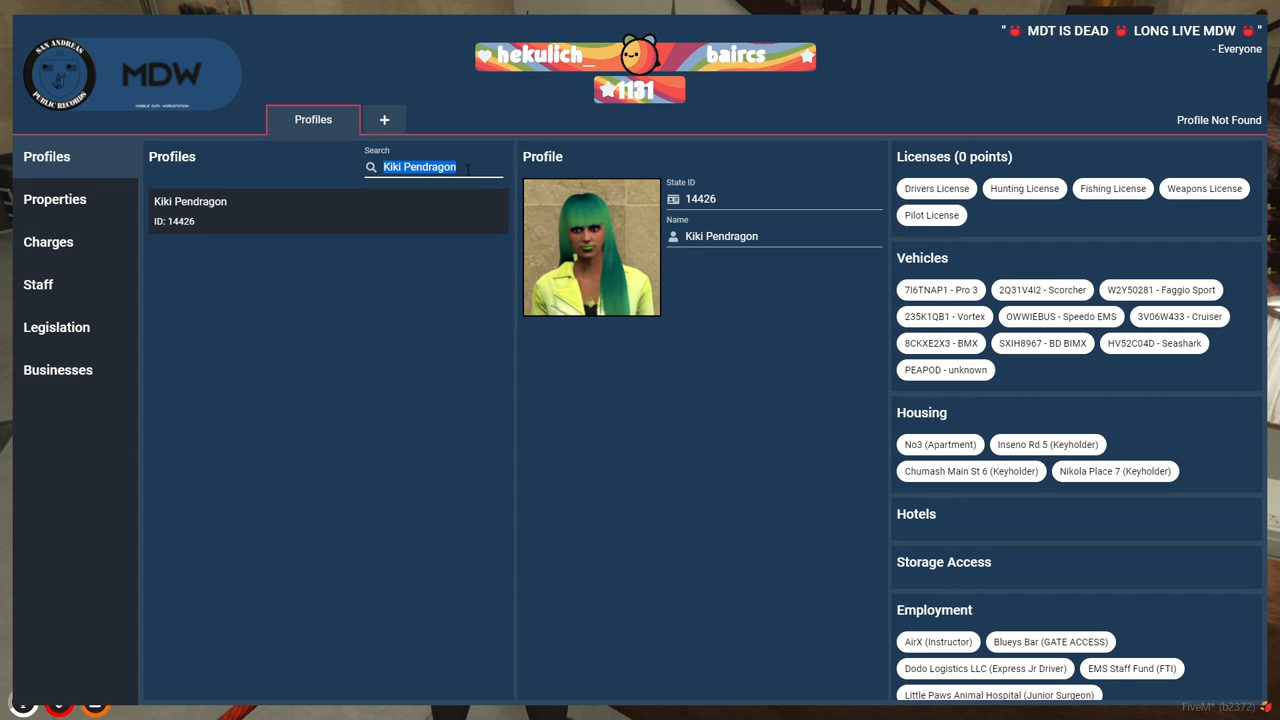 " MDT IS DEAD LONG LIVE MDW "
- Everyone
SAN ANDREAS
PUBLIC RECORDS
MDW
MOBILE DATA WORKSTATION
hekulich_ baircs
1131
Profiles
+
Profile Not Found
Profiles
Properties
Charges
Staff
Legislation
Businesses
Profiles
Search
Kiki Pendragon
Kiki Pendragon
ID: 14426
Profile
State ID
14426
Name
Kiki Pendragon
Licenses (0 points)
Drivers License Hunting License Fishing License Weapons License
Pilot License
Vehicles
7I6TNAP1 - Pro 3 2Q31V4I2 - Scorcher W2Y50281 - Faggio Sport
235K1QB1 - Vortex OWWIEBUS - Speedo EMS 3V06W433 - Cruiser
8CKXE2X3 - BMX SXIH8967 - BD BIMX HV52C04D - Seashark
PEAPOD - unknown
Housing
No3 (Apartment) Inseno Rd 5 (Keyholder)
Chumash Main St 6 (Keyholder) Nikola Place 7 (Keyholder)
Hotels
Storage Access
Employment
AirX (Instructor) Blueys Bar (GATE ACCESS)
Dodo Logistics LLC (Express Jr Driver) EMS Staff Fund (FTI)
Little Paws Animal Hospital (Junior Surgeon)
FiveM* (b2372)